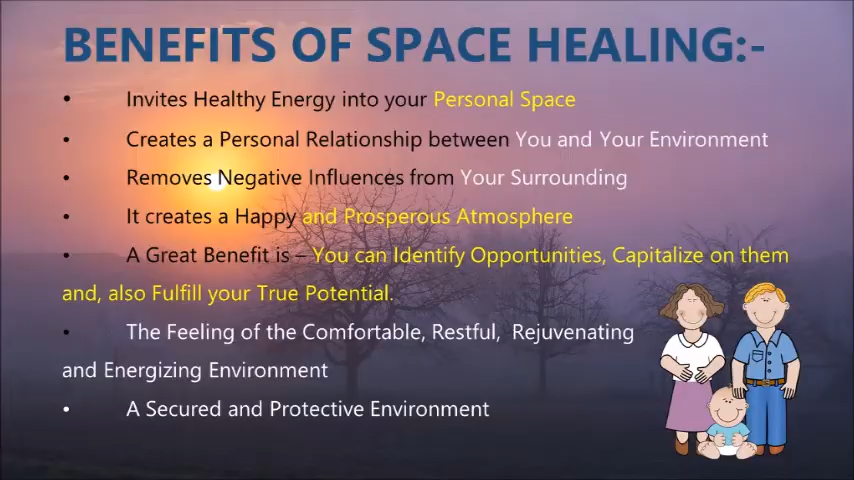 BENEFITS OF SPACE HEALING:-
• Invites Healthy Energy into your Personal Space
• Creates a Personal Relationship between You and Your Environment
• Removes Negative Influences from Your Surrounding
• It creates a Happy and Prosperous Atmosphere
• A Great Benefit is – You can Identify Opportunities, Capitalize on them
and, also Fulfill your True Potential.
• The Feeling of the Comfortable, Restful, Rejuvenating
and Energizing Environment
• A Secured and Protective Environment